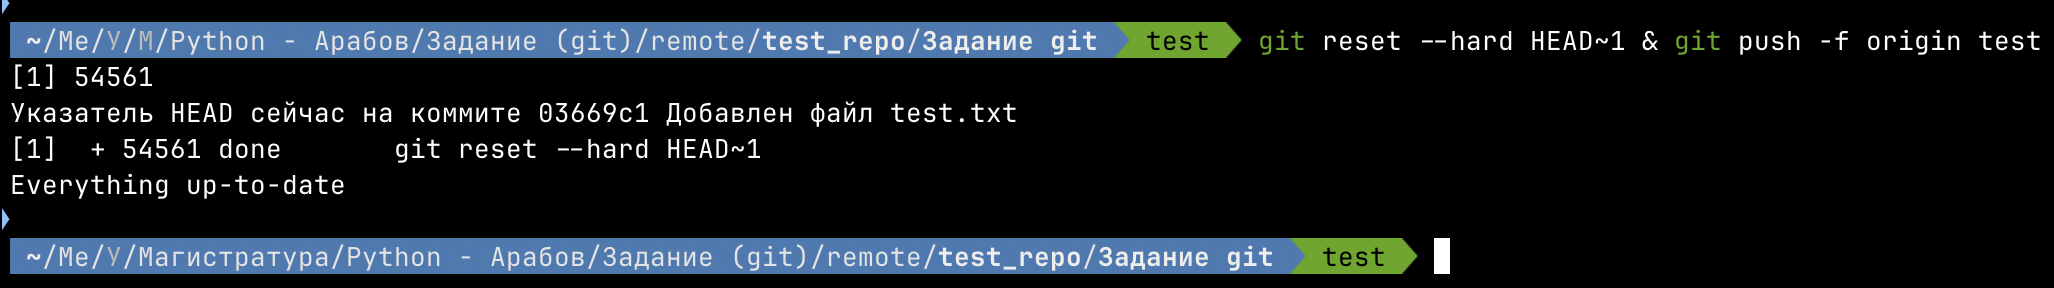 ~/Me/У/М/Python - Арабов/Задание (git)/remote/test_repo/Задание git test git reset --hard HEAD~1 & git push -f origin test
[1] 54561
Указатель HEAD сейчас на коммите 03669c1 Добавлен файл test.txt
[1]  + 54561 done       git reset --hard HEAD~1
Everything up-to-date
~/Me/У/Магистратура/Python - Арабов/Задание (git)/remote/test_repo/Задание git test